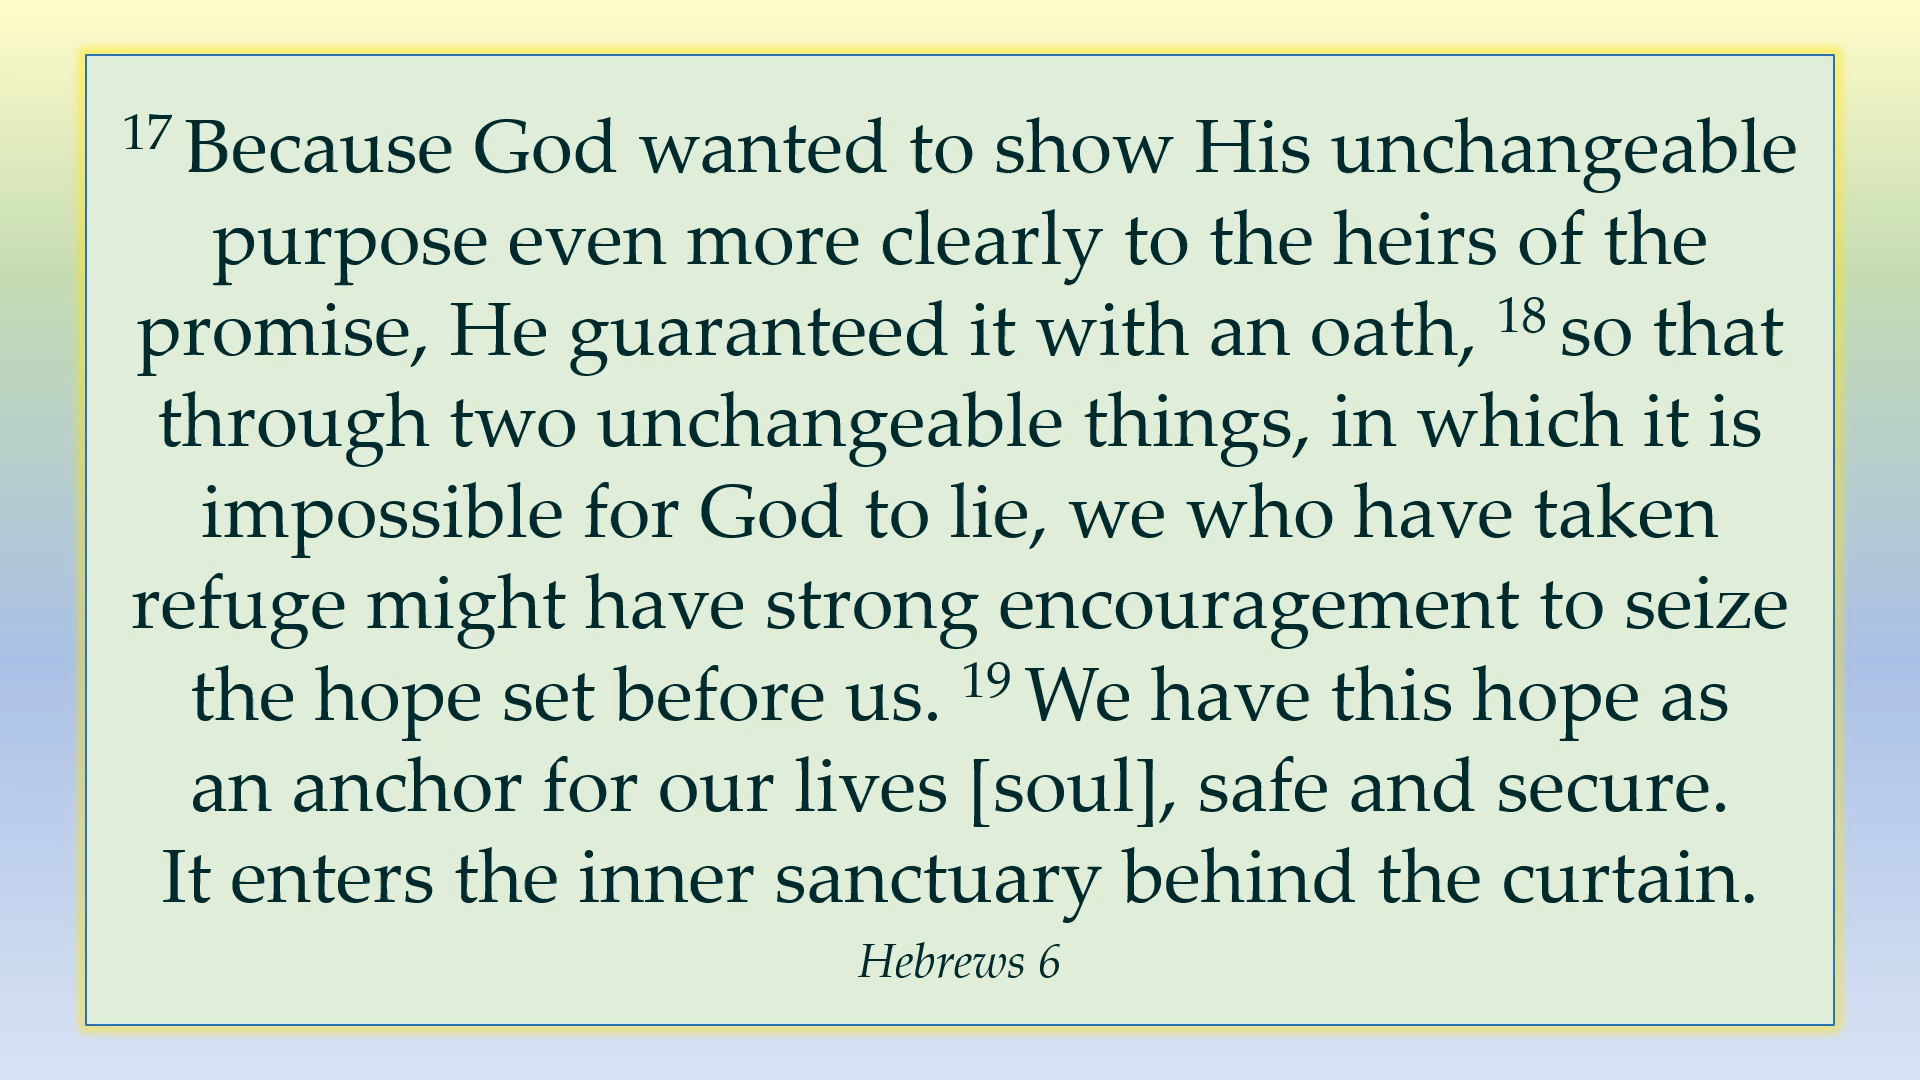 17 Because God wanted to show His unchangeable
purpose even more clearly to the heirs of the
promise, He guaranteed it with an oath, 18 so that
through two unchangeable things, in which it is
impossible for God to lie, we who have taken
refuge might have strong encouragement to seize
the hope set before us. 19 We have this hope as
an anchor for our lives [soul], safe and secure.
It enters the inner sanctuary behind the curtain.
Hebrews 6